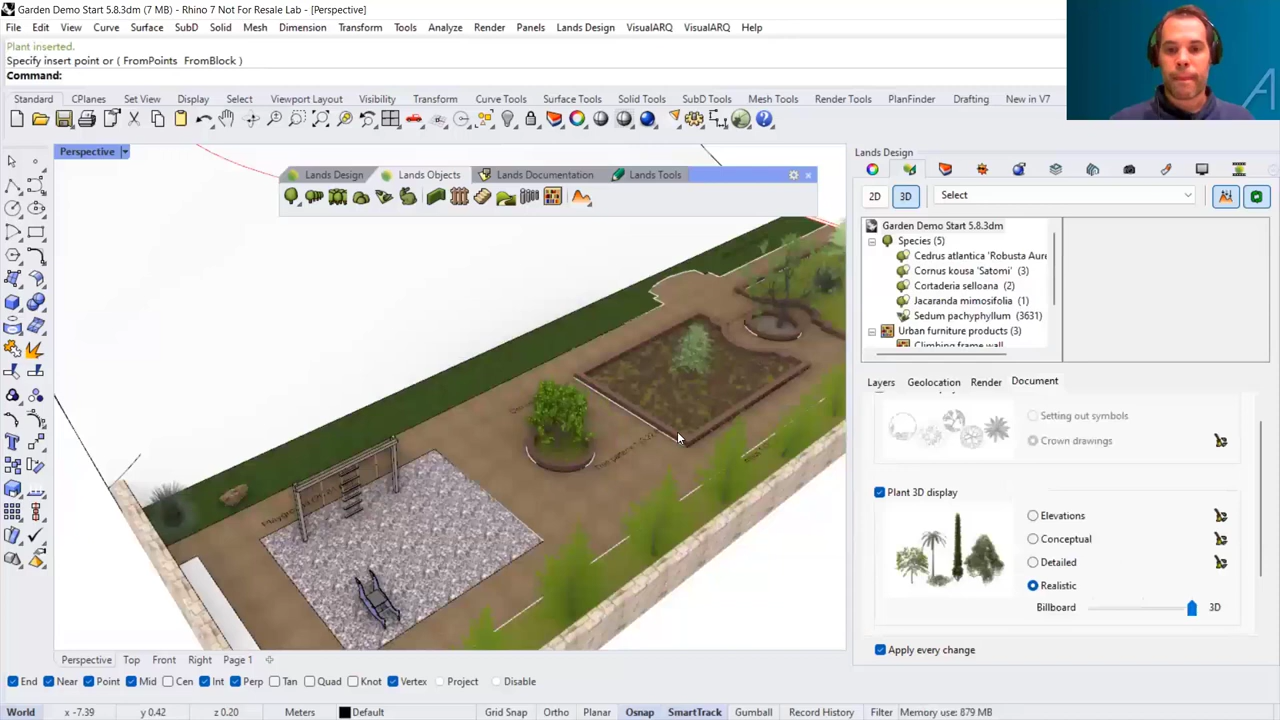 Garden Demo Start 5.8.3dm (7 MB) - Rhino 7 Not For Resale Lab - [Perspective]
File Edit View Curve Surface SubD Solid Mesh Dimension Transform Tools Analyze Render Panels Lands Design VisualARQ VisualARQ Help
Plant inserted.
Specify insert point or ( FromPoints FromBlock )
Command:
Standard CPlanes Set View Display Select Viewport Layout Visibility Transform Curve Tools Surface Tools Solid Tools SubD Tools Mesh Tools Render Tools PlanFinder Drafting New in V7
Perspective
Lands Design Lands Objects Lands Documentation Lands Tools
Lands Design
2D 3D Select
Garden Demo Start 5.8.3dm
Species (5)
Cedrus atlantica 'Robusta Aure
Cornus kousa 'Satomi' (3)
Cortaderia selloana (2)
Jacaranda mimosifolia (1)
Sedum pachyphyllum (3631)
Urban furniture products (3)
Climbing frame wall
Layers Geolocation Render Document
Setting out symbols
Crown drawings
Plant 3D display
Elevations
Conceptual
Detailed
Realistic
Billboard 3D
Apply every change
Perspective Top Front Right Page 1
End Near Point Mid Cen Int Perp Tan Quad Knot Vertex Project Disable
World x -7.39 y 0.42 z 0.20 Meters Default Grid Snap Ortho Planar Osnap SmartTrack Gumball Record History Filter Memory use: 879 MB